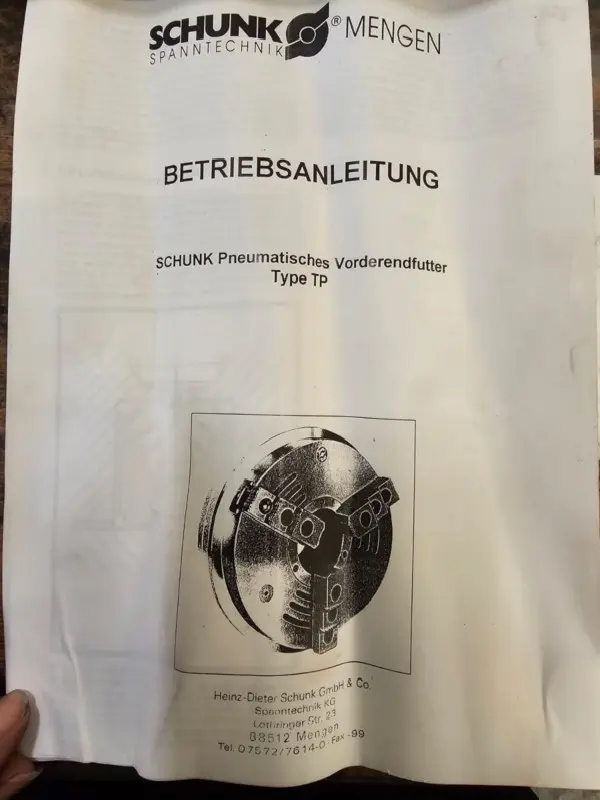 SCHUNK ® MENGEN
SPANNTECHNIK
BETRIEBSANLEITUNG
SCHUNK Pneumatisches Vorderendfutter
Type TP
Heinz-Dieter Schunk GmbH & Co.
Spanntechnik KG
Lothringer Str. 23
88512 Mengen
Tel. 07572/7614-0 · Fax -99